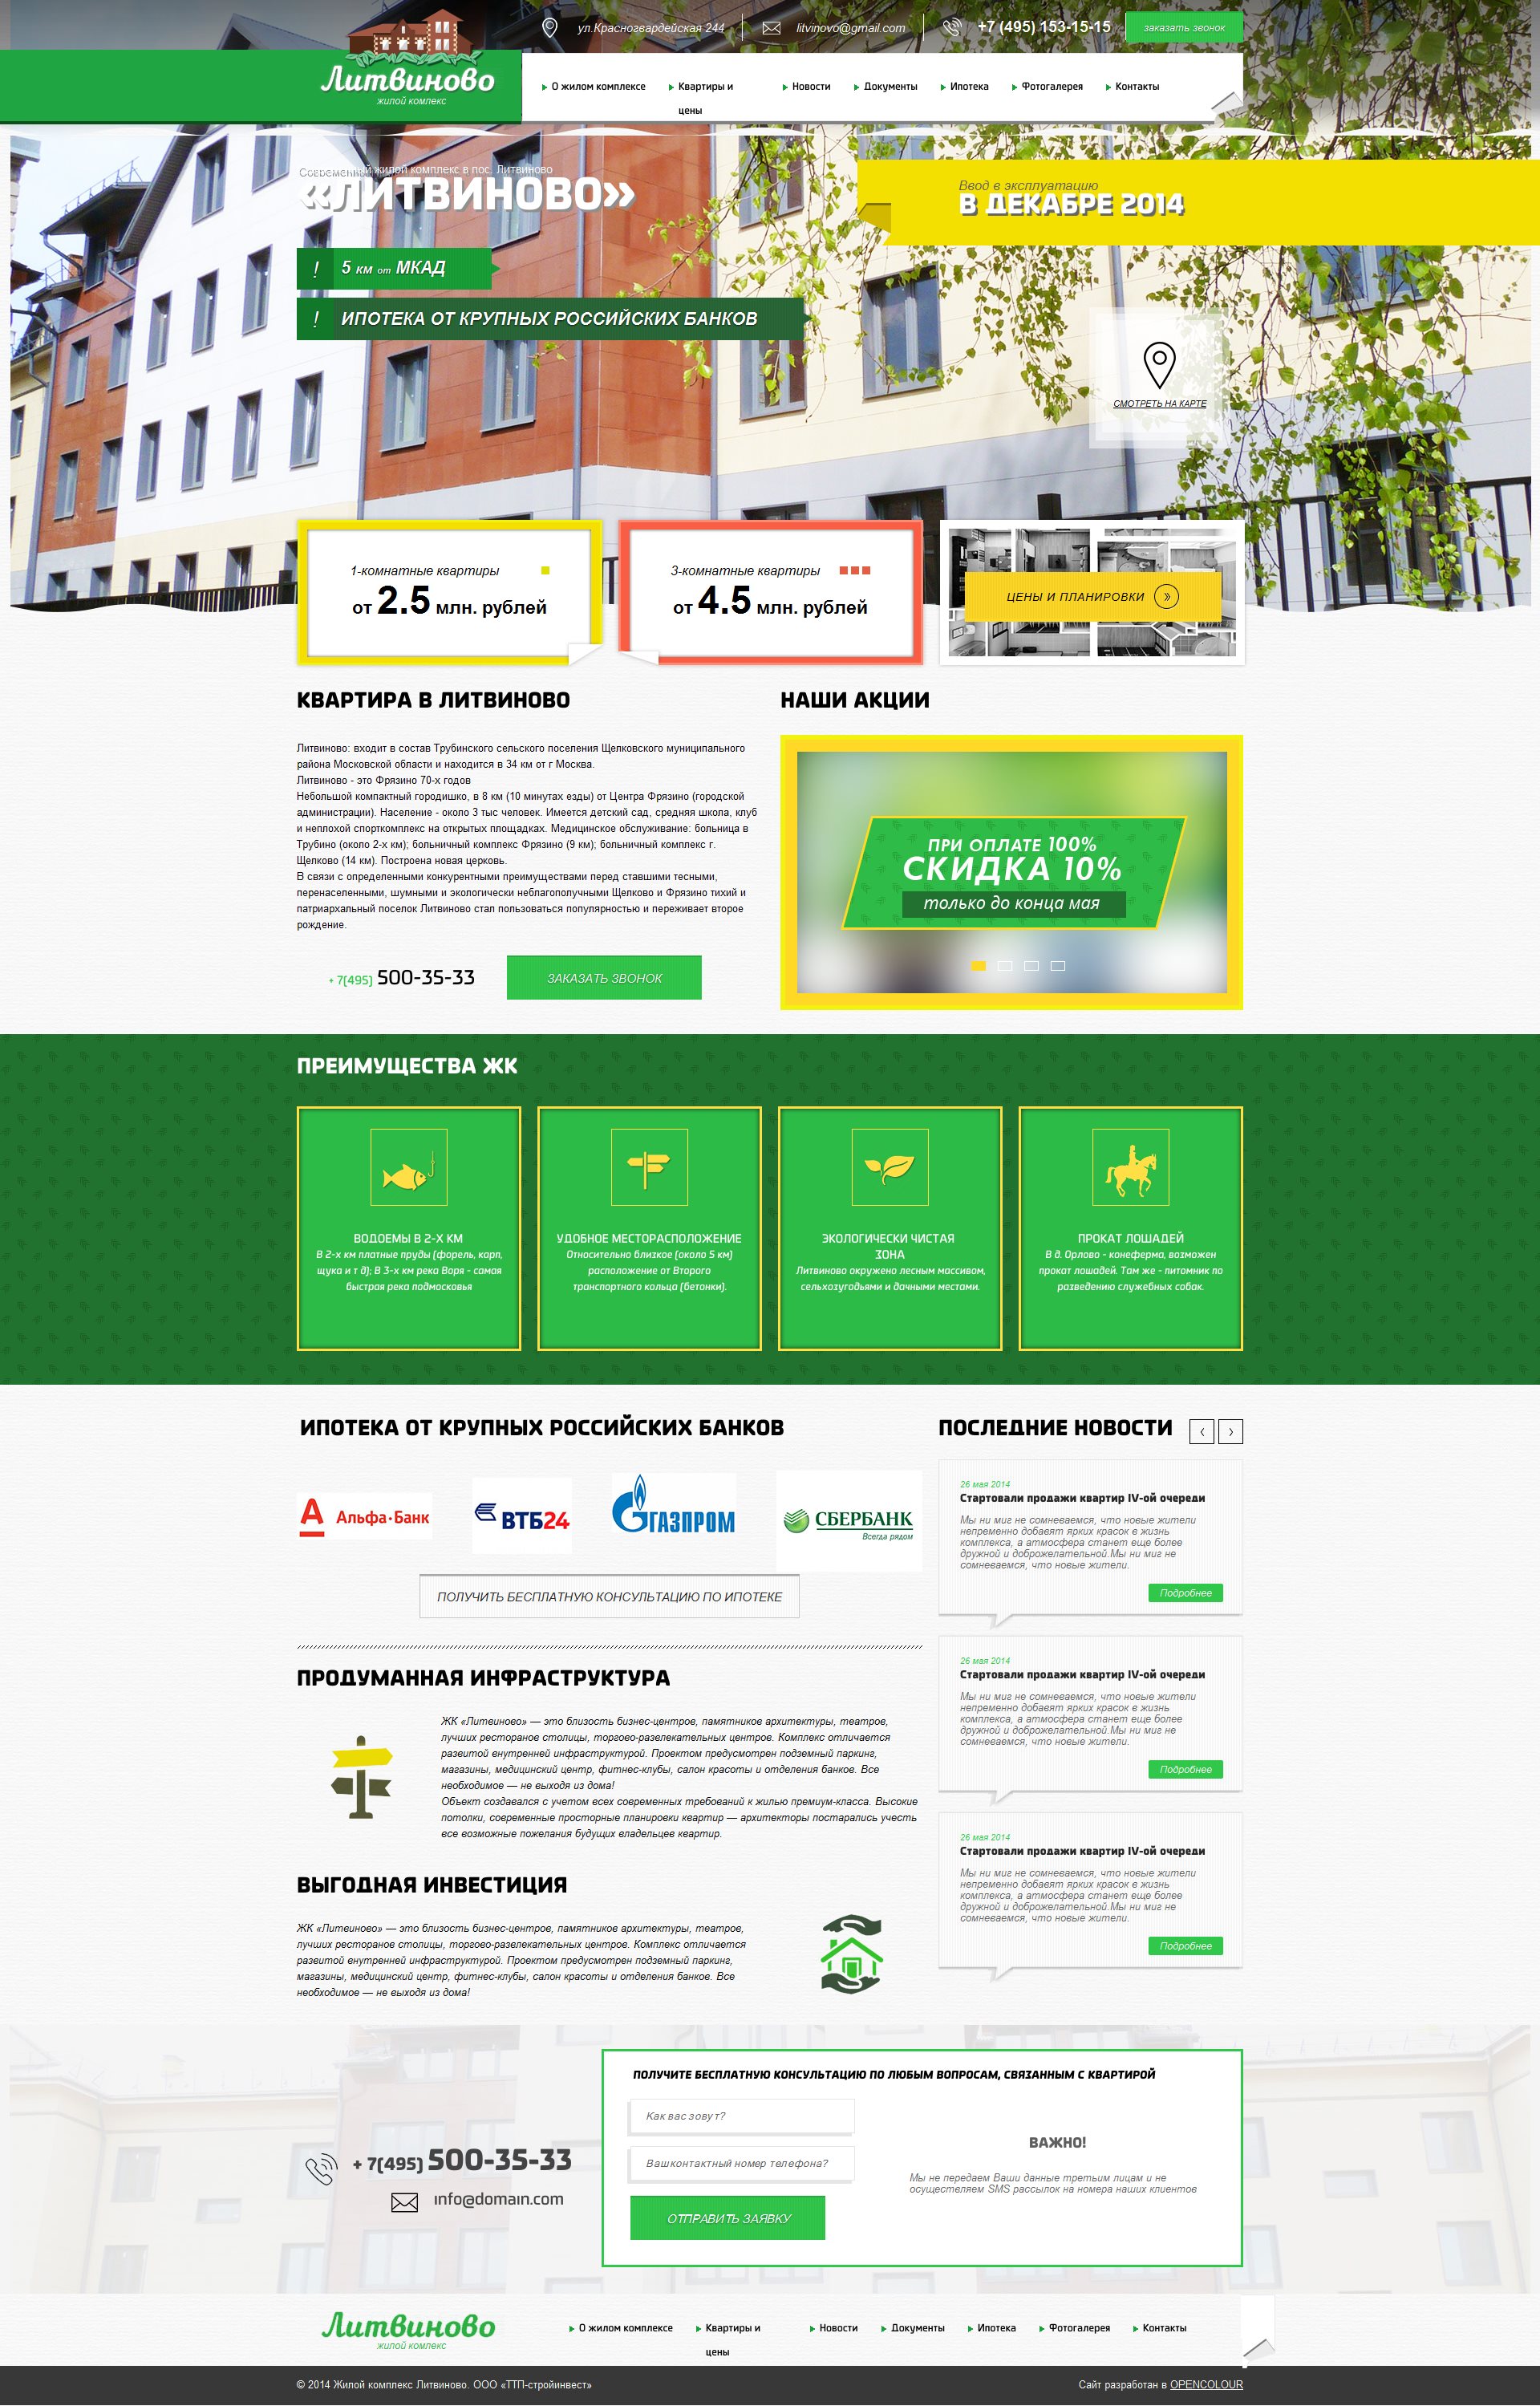 ул.Красногвардейская 244
litvinovo@gmail.com
+7 (495) 153-15-15
заказать звонок
Литвиново
жилой компекс
О жилом комплексе
Квартиры и
цены
Новости
Документы
Ипотека
Фотогалерея
Контакты
Современный жилой комплекс в пос. Литвиново
«ЛИТВИНОВО»
Ввод в эксплуатацию
В ДЕКАБРЕ 2014
! 5 км от МКАД
! ИПОТЕКА ОТ КРУПНЫХ РОССИЙСКИХ БАНКОВ
СМОТРЕТЬ НА КАРТЕ
1-комнатные квартиры
от 2.5 млн. рублей
3-комнатные квартиры
от 4.5 млн. рублей
ЦЕНЫ И ПЛАНИРОВКИ
КВАРТИРА В ЛИТВИНОВО
Литвиново: входит в состав Трубинского сельского поселения Щелковского муниципального
района Московской области и находится в 34 км от г Москва.
Литвиново - это Фрязино 70-х годов
Небольшой компактный городишко, в 8 км (10 минутах езды) от Центра Фрязино (городской
администрации). Население - около 3 тыс человек. Имеется детский сад, средняя школа, клуб
и неплохой спорткомплекс на открытых площадках. Медицинское обслуживание: больница в
Трубино (около 2-х км); больничный комплекс Фрязино (9 км); больничный комплекс г.
Щелково (14 км). Построена новая церковь.
В связи с определенными конкурентными преимуществами перед ставшими тесными,
перенаселенными, шумными и экологически неблагополучными Щелково и Фрязино тихий и
патриархальный поселок Литвиново стал пользоваться популярностью и переживает второе
рождение.
+ 7(495) 500-35-33
ЗАКАЗАТЬ ЗВОНОК
НАШИ АКЦИИ
ПРИ ОПЛАТЕ 100%
СКИДКА 10%
только до конца мая
ПРЕИМУЩЕСТВА ЖК
ВОДОЕМЫ В 2-Х КМ
В 2-х км платные пруды (форель, карп,
щука и т д); В 3-х км река Воря - самая
быстрая река подмосковья
УДОБНОЕ МЕСТОРАСПОЛОЖЕНИЕ
Относительно близкое (около 5 км)
расположение от Второго
транспортного кольца (бетонки).
ЭКОЛОГИЧЕСКИ ЧИСТАЯ
ЗОНА
Литвиново окружено лесным массивом,
сельхозугодьями и дачными местами.
ПРОКАТ ЛОШАДЕЙ
В д. Орлово - конеферма, возможен
прокат лошадей. Там же - питомник по
разведению служебных собак.
ИПОТЕКА ОТ КРУПНЫХ РОССИЙСКИХ БАНКОВ
Альфа·Банк
ВТБ24
ГАЗПРОМ
СБЕРБАНК
Всегда рядом
ПОЛУЧИТЬ БЕСПЛАТНУЮ КОНСУЛЬТАЦИЮ ПО ИПОТЕКЕ
ПРОДУМАННАЯ ИНФРАСТРУКТУРА
ЖК «Литвиново» — это близость бизнес-центров, памятников архитектуры, театров,
лучших ресторанов столицы, торгово-развлекательных центров. Комплекс отличается
развитой внутренней инфраструктурой. Проектом предусмотрен подземный паркинг,
магазины, медицинский центр, фитнес-клубы, салон красоты и отделения банков. Все
необходимое — не выходя из дома!
Объект создавался с учетом всех современных требований к жилью премиум-класса. Высокие
потолки, современные просторные планировки квартир — архитекторы постарались учесть
все возможные пожелания будущих владельцев квартир.
ВЫГОДНАЯ ИНВЕСТИЦИЯ
ЖК «Литвиново» — это близость бизнес-центров, памятников архитектуры, театров,
лучших ресторанов столицы, торгово-развлекательных центров. Комплекс отличается
развитой внутренней инфраструктурой. Проектом предусмотрен подземный паркинг,
магазины, медицинский центр, фитнес-клубы, салон красоты и отделения банков. Все
необходимое — не выходя из дома!
ПОСЛЕДНИЕ НОВОСТИ
26 мая 2014
Стартовали продажи квартир IV-ой очереди
Мы ни миг не сомневаемся, что новые жители
непременно добавят ярких красок в жизнь
комплекса, а атмосфера станет еще более
дружной и доброжелательной.Мы ни миг не
сомневаемся, что новые жители.
Подробнее
26 мая 2014
Стартовали продажи квартир IV-ой очереди
Мы ни миг не сомневаемся, что новые жители
непременно добавят ярких красок в жизнь
комплекса, а атмосфера станет еще более
дружной и доброжелательной.Мы ни миг не
сомневаемся, что новые жители.
Подробнее
26 мая 2014
Стартовали продажи квартир IV-ой очереди
Мы ни миг не сомневаемся, что новые жители
непременно добавят ярких красок в жизнь
комплекса, а атмосфера станет еще более
дружной и доброжелательной.Мы ни миг не
сомневаемся, что новые жители.
Подробнее
+ 7(495) 500-35-33
info@domain.com
ПОЛУЧИТЕ БЕСПЛАТНУЮ КОНСУЛЬТАЦИЮ ПО ЛЮБЫМ ВОПРОСАМ, СВЯЗАННЫМ С КВАРТИРОЙ
Как вас зовут?
Вашконтактный номер телефона?
ОТПРАВИТЬ ЗАЯВКУ
ВАЖНО!
Мы не передаем Ваши данные третьим лицам и не
осуществляем SMS рассылок на номера наших клиентов
Литвиново
жилой компекс
О жилом комплексе
Квартиры и
цены
Новости
Документы
Ипотека
Фотогалерея
Контакты
© 2014 Жилой комплекс Литвиново. ООО «ТТП-стройинвест»
Сайт разработан в OPENCOLOUR